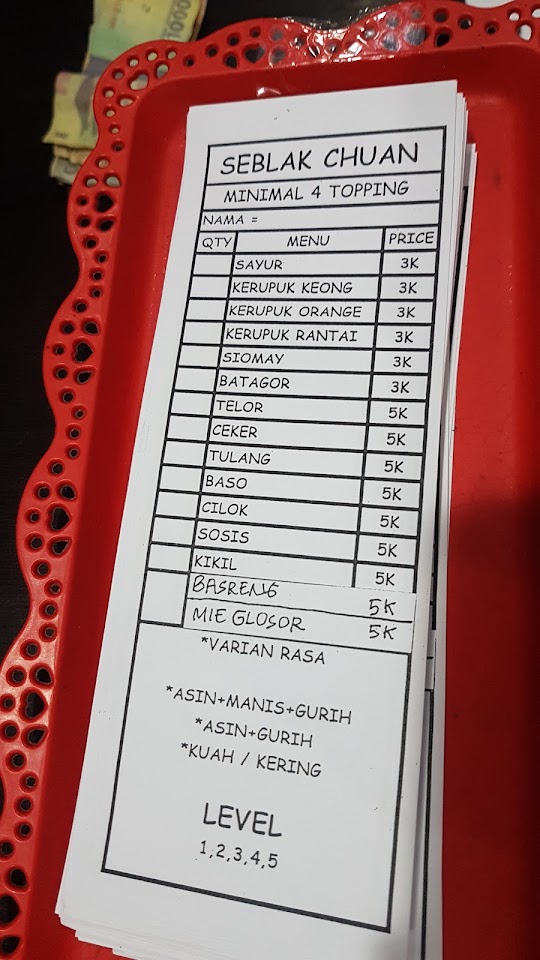 SEBLAK CHUAN
MINIMAL 4 TOPPING
NAMA =
QTY MENU PRICE
SAYUR 3K
KERUPUK KEONG 3K
KERUPUK ORANGE 3K
KERUPUK RANTAI 3K
SIOMAY 3K
BATAGOR 3K
TELOR 5K
CEKER 5K
TULANG 5K
BASO 5K
CILOK 5K
SOSIS 5K
KIKIL 5K
BASRENG 5K
MIE GLOSOR 5K
*VARIAN RASA
*ASIN+MANIS+GURIH
*ASIN+GURIH
*KUAH / KERING
LEVEL
1,2,3,4,5